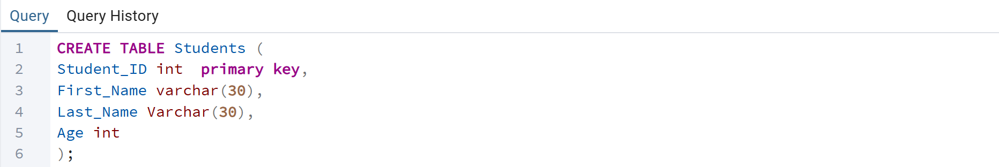 Query Query History
1 CREATE TABLE Students (
2 Student_ID int  primary key,
3 First_Name varchar(30),
4 Last_Name Varchar(30),
5 Age int
6 );